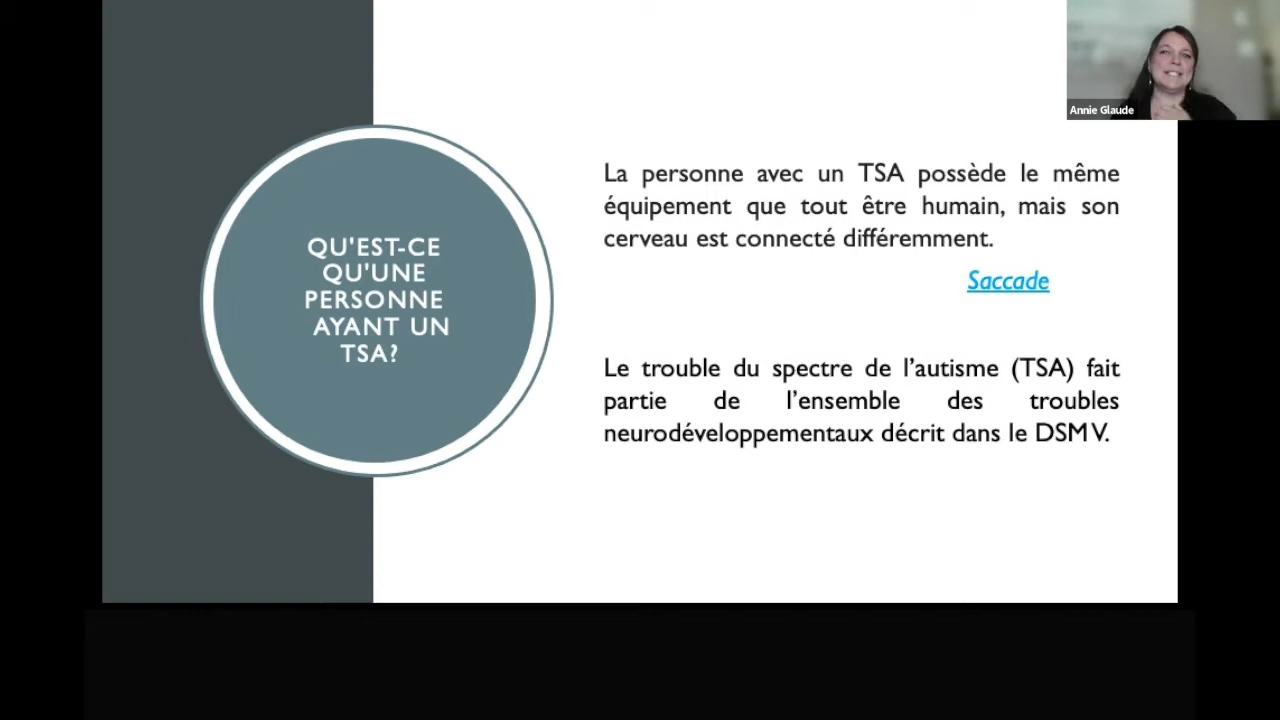 Annie Glaude
QU'EST-CE
QU'UNE
PERSONNE
AYANT UN
TSA?
La personne avec un TSA possède le même
équipement que tout être humain, mais son
cerveau est connecté différemment.
Saccade
Le trouble du spectre de l’autisme (TSA) fait
partie de l’ensemble des troubles
neurodéveloppementaux décrit dans le DSM V.